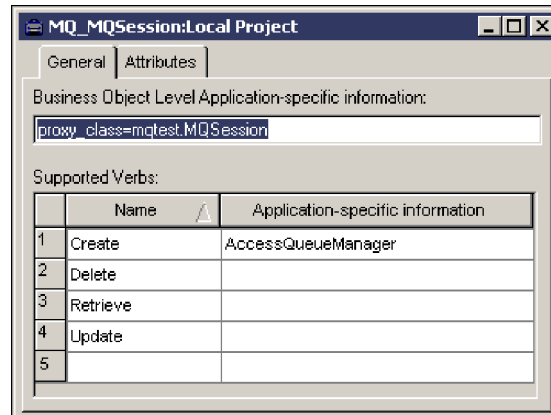 MQ_MQSession:Local Project
General Attributes
Business Object Level Application-specific information:
proxy_class=mqtest.MQSession
Supported Verbs:
Name Application-specific information
1 Create AccessQueueManager
2 Delete
3 Retrieve
4 Update
5